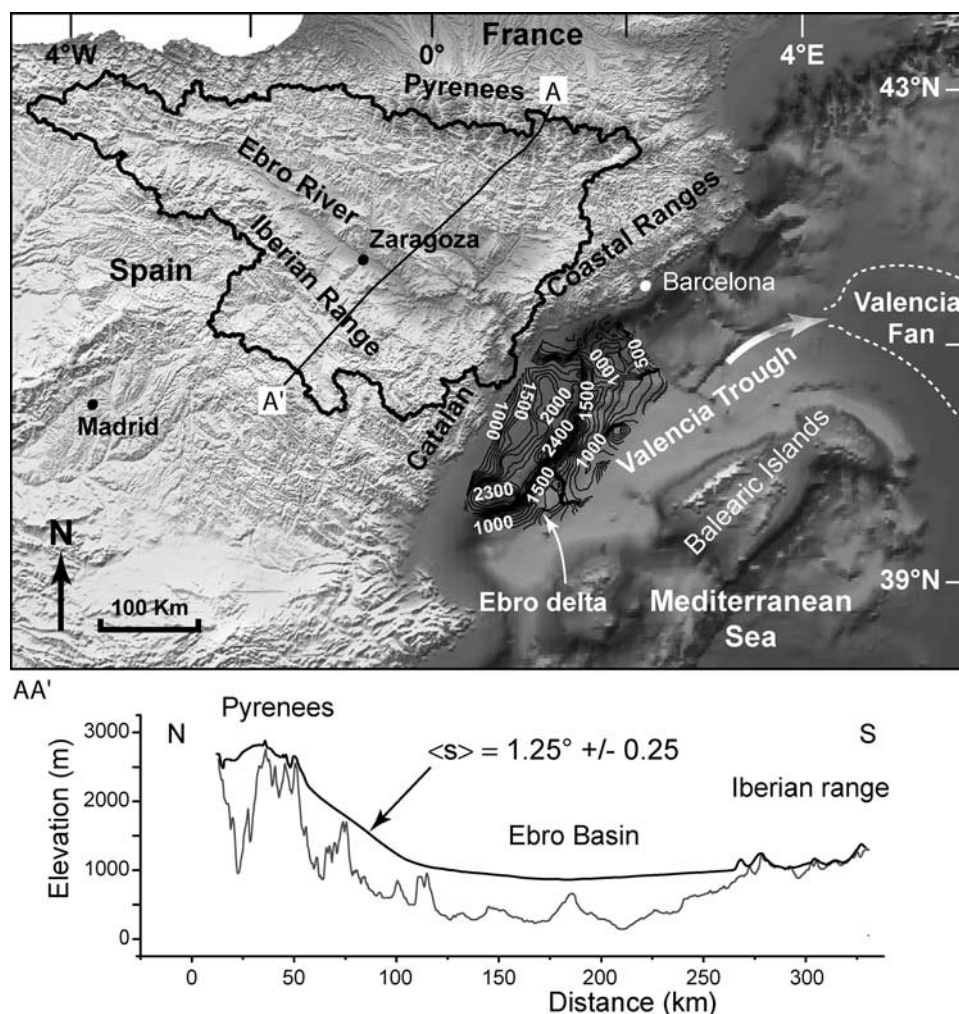 4°W
0°
France
4°E
Pyrenees
A
43°N
Ebro River
Iberian Range
Zaragoza
Coastal Ranges
Spain
Barcelona
Valencia
Fan
A'
Madrid
Catalan
Valencia Trough
Balearic Islands
1000
1500
2000
2400
1500
1000
500
1000
2300
1500
1000
N
100 Km
Ebro delta
39°N
Mediterranean
Sea
AA'
Pyrenees
N
S
<s> = 1.25° +/- 0.25
Iberian range
Ebro Basin
Elevation (m)
3000
2000
1000
0
0
50
100
150
200
250
300
Distance (km)